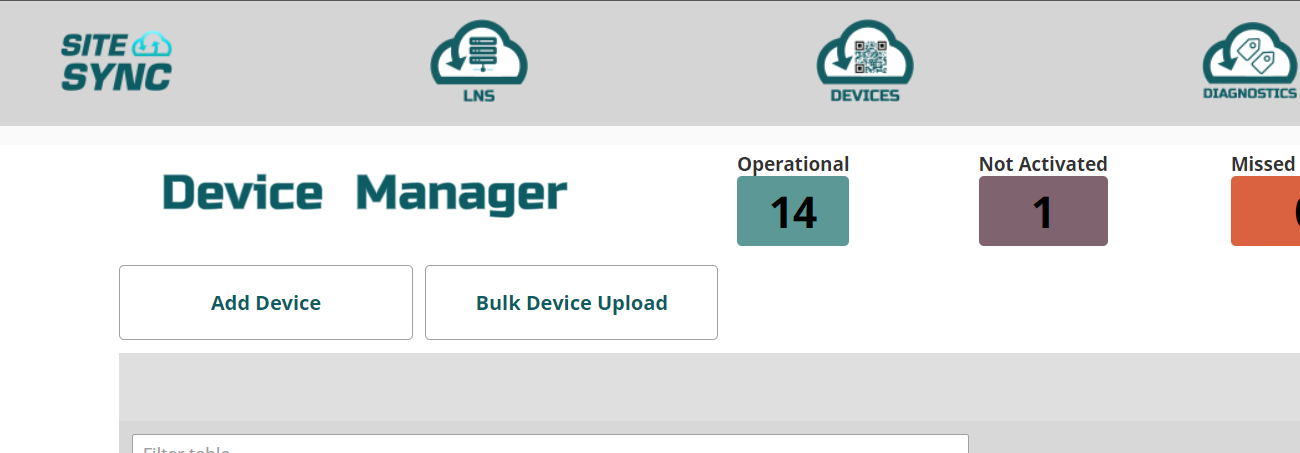 SITE
SYNC
LNS
DEVICES
DIAGNOSTICS
Device Manager
Operational
14
Not Activated
1
Missed
Add Device
Bulk Device Upload
Filter table